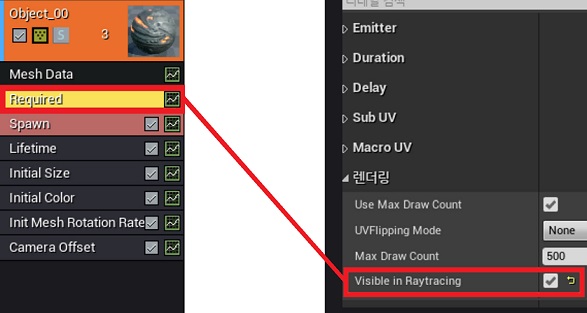 Object_00
S
3
Mesh Data
Required
Spawn
Lifetime
Initial Size
Initial Color
Init Mesh Rotation Rate
Camera Offset
Emitter
Duration
Delay
Sub UV
Macro UV
렌더링
Use Max Draw Count
UVFlipping Mode
None
Max Draw Count
500
Visible in Raytracing